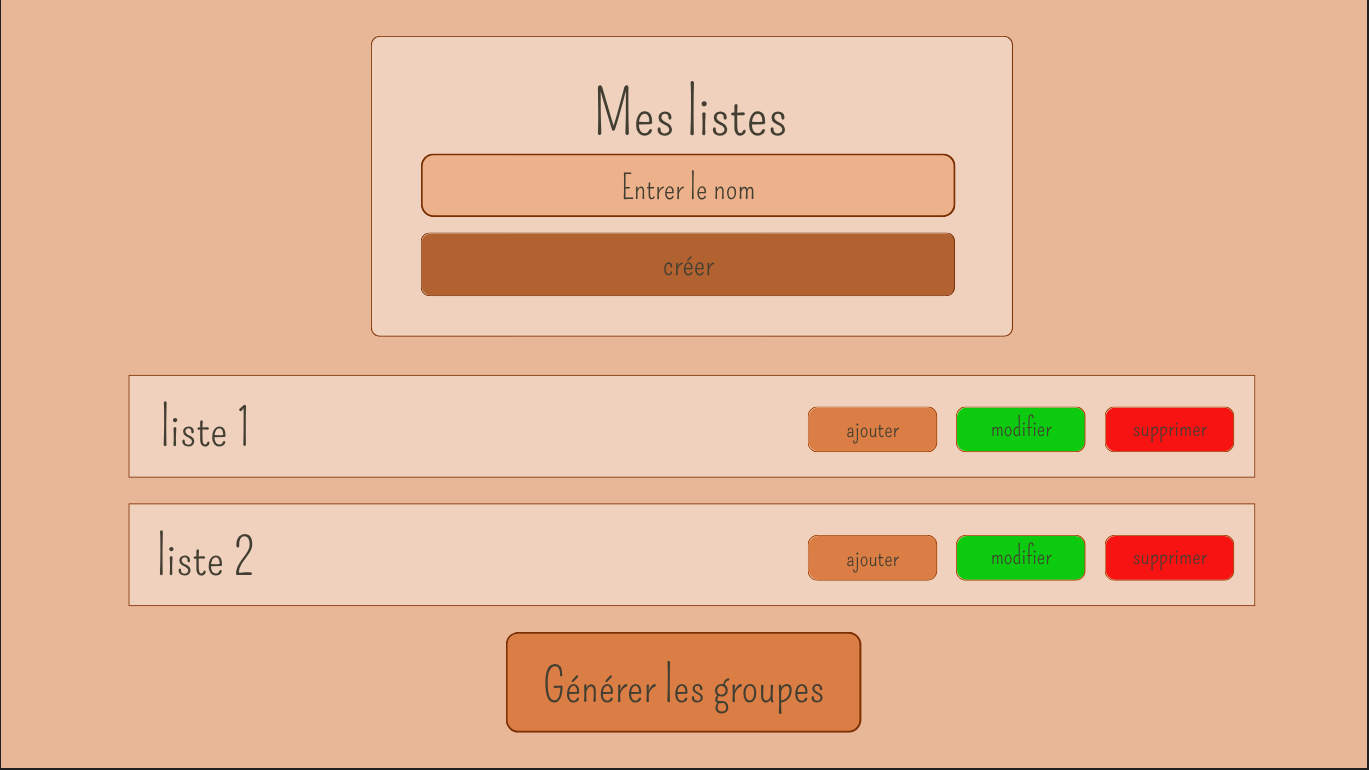 Mes listes
Entrer le nom
créer
liste 1
ajouter
modifier
supprimer
liste 2
ajouter
modifier
supprimer
Générer les groupes